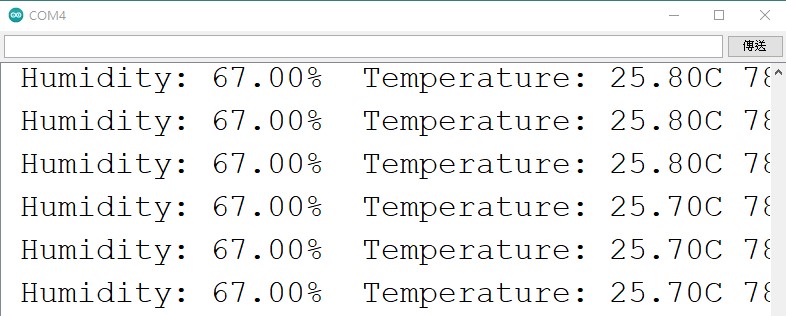 COM4
傳送
Humidity: 67.00% Temperature: 25.80C 78
Humidity: 67.00% Temperature: 25.80C 78
Humidity: 67.00% Temperature: 25.80C 78
Humidity: 67.00% Temperature: 25.70C 78
Humidity: 67.00% Temperature: 25.70C 78
Humidity: 67.00% Temperature: 25.70C 78